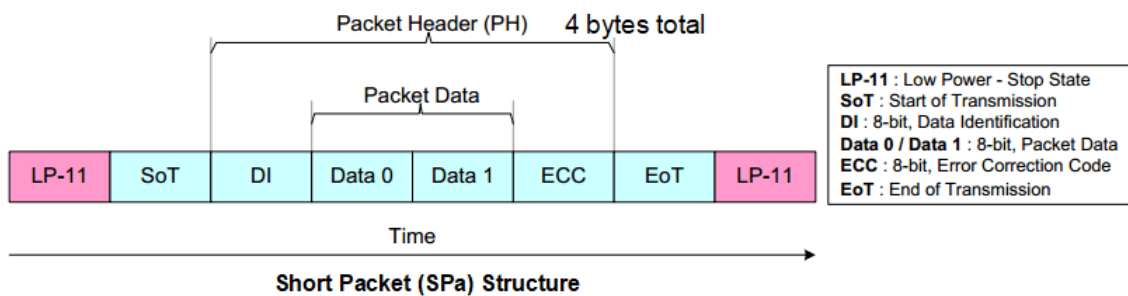 Packet Header (PH) 4 bytes total
Packet Data
LP-11 SoT DI Data 0 Data 1 ECC EoT LP-11
Time
Short Packet (SPa) Structure
LP-11 : Low Power - Stop State
SoT : Start of Transmission
DI : 8-bit, Data Identification
Data 0 / Data 1 : 8-bit, Packet Data
ECC : 8-bit, Error Correction Code
EoT : End of Transmission